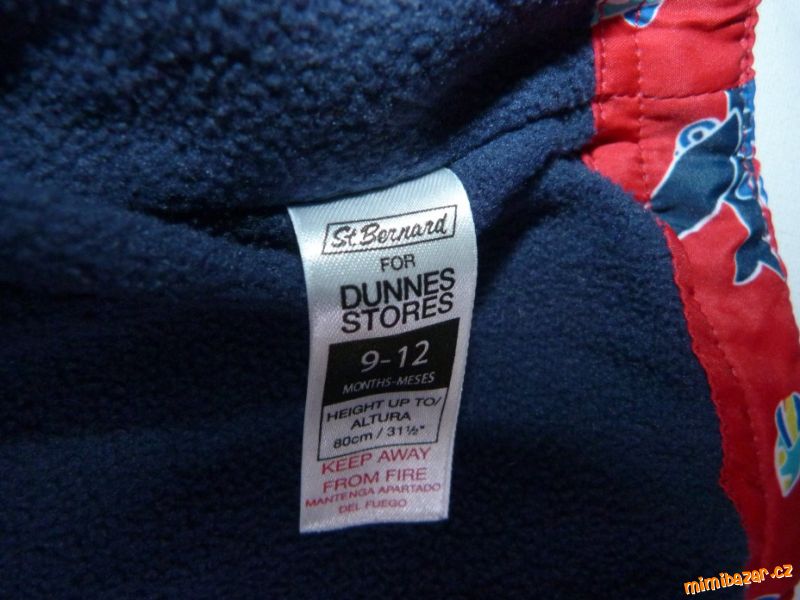 St Bernard
FOR
DUNNES
STORES
9-12
MONTHS-MESES
HEIGHT UP TO/
ALTURA
80cm / 31½"
KEEP AWAY
FROM FIRE
MANTENGA APARTADO
DEL FUEGO
mimibazar.cz